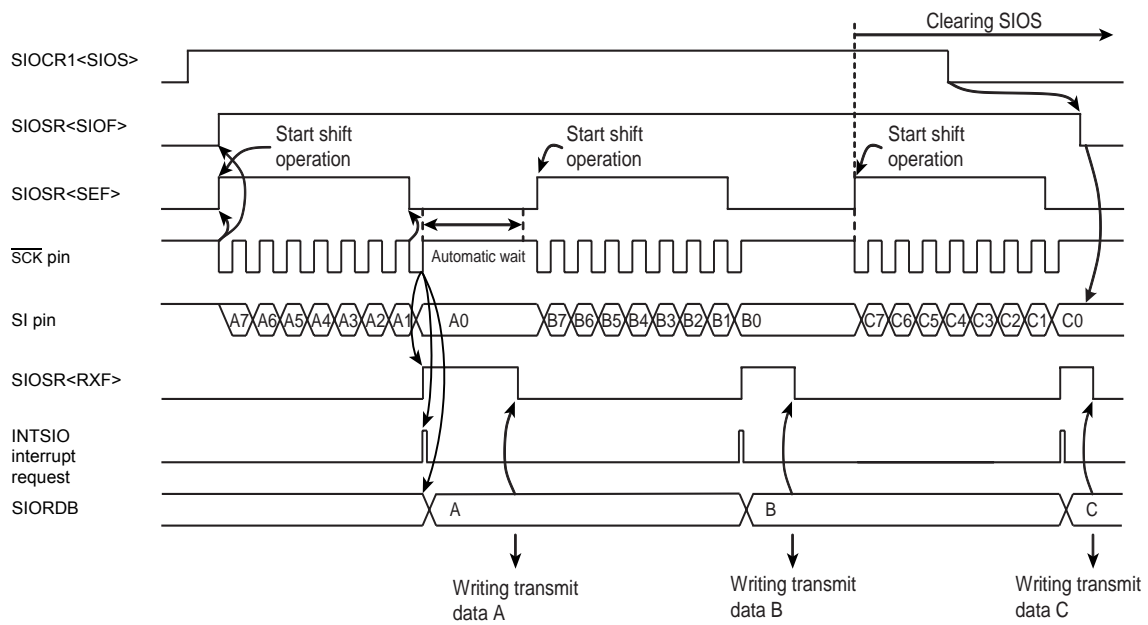 Clearing SIOS
SIOCR1<SIOS>
SIOSR<SIOF>
Start shift
operation
Start shift
operation
Start shift
operation
SIOSR<SEF>
SCK pin
Automatic wait
SI pin
A7 A6 A5 A4 A3 A2 A1 A0 B7 B6 B5 B4 B3 B2 B1 B0 C7 C6 C5 C4 C3 C2 C1 C0
SIOSR<RXF>
INTSIO
interrupt
request
SIORDB
A B C
Writing transmit
data A
Writing transmit
data B
Writing transmit
data C